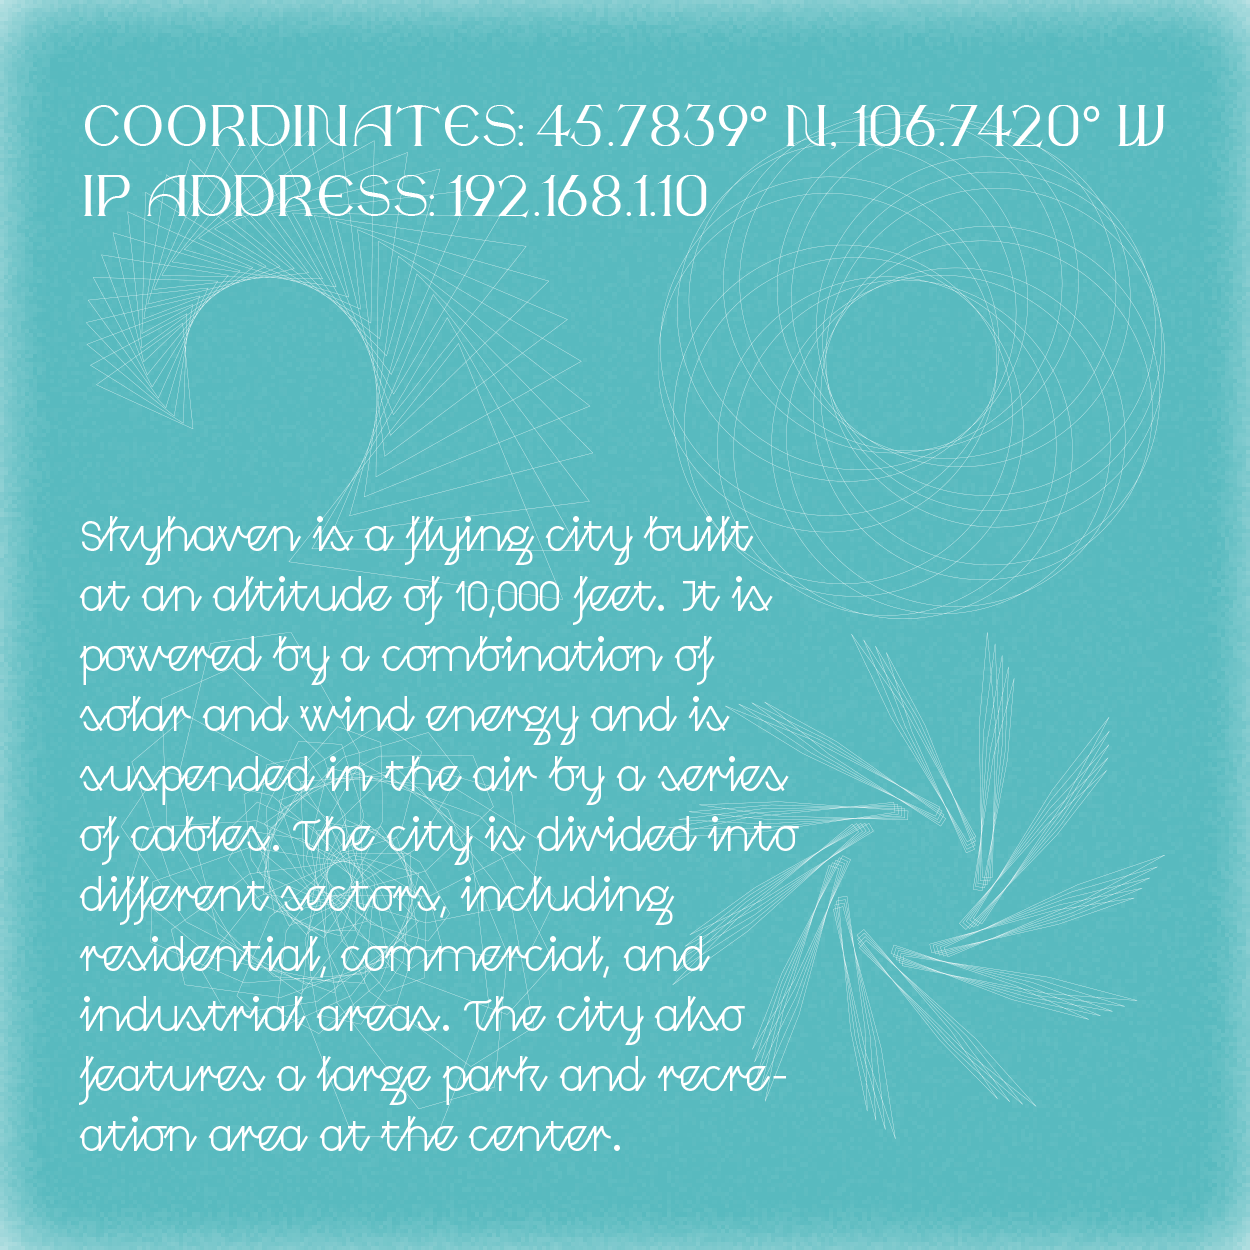 COORDINATES: 45.7839° N, 106.7420° W
IP ADDRESS: 192.168.1.10
Skyhaven is a flying city built
at an altitude of 10,000 feet. It is
powered by a combination of
solar and wind energy and is
suspended in the air by a series
of cables. The city is divided into
different sectors, including
residential, commercial, and
industrial areas. The city also
features a large park and recre-
ation area at the center.